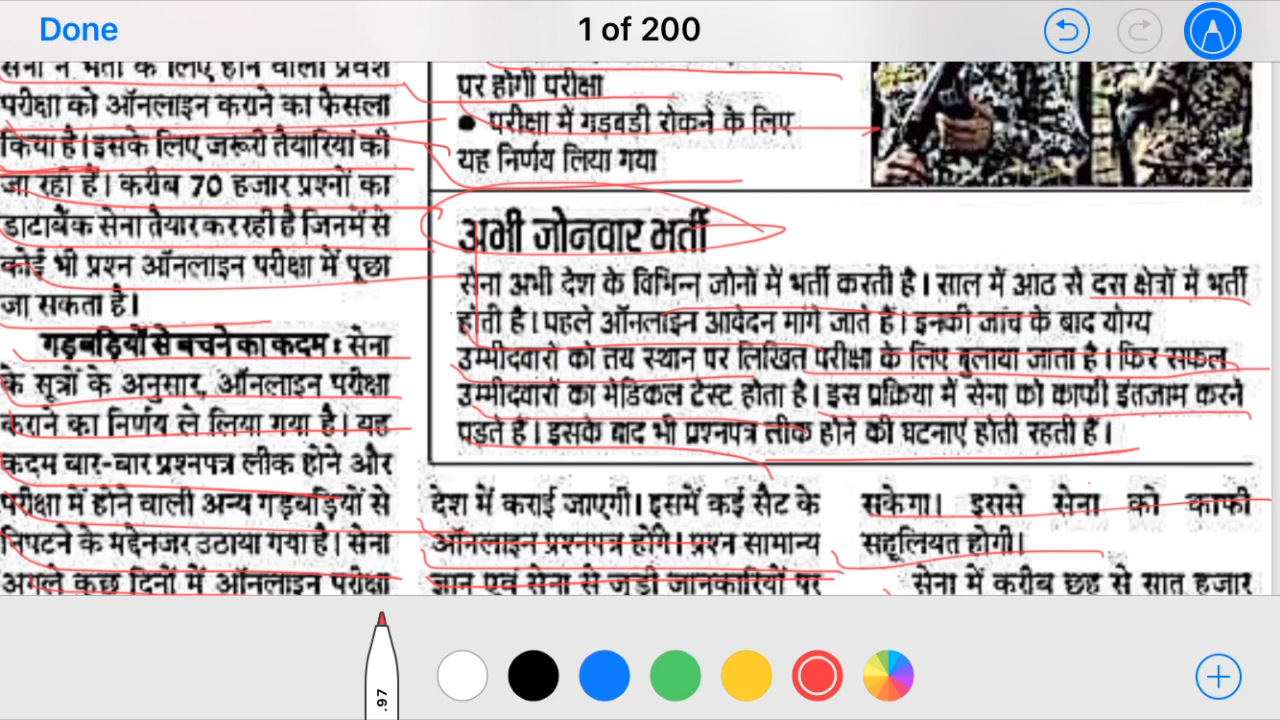 Done
1 of 200
सेना ने भर्ती के लिए होने वाली प्रवेश
परीक्षा को ऑनलाइन कराने का फैसला
किया है। इसके लिए जरूरी तैयारियां की
जा रही हैं। करीब 70 हजार प्रश्नों का
डाटाबैंक सेना तैयार कर रही है जिनमें से
कोई भी प्रश्न ऑनलाइन परीक्षा में पूछा
जा सकता है।
गड़बड़ियों से बचने का कदम : सेना
के सूत्रों के अनुसार, ऑनलाइन परीक्षा
कराने का निर्णय ले लिया गया है। यह
कदम बार-बार प्रश्नपत्र लीक होने और
परीक्षा में होने वाली अन्य गड़बड़ियों से
निपटने के मद्देनजर उठाया गया है। सेना
अगले कुछ दिनों में ऑनलाइन परीक्षा
पर होगी परीक्षा
● परीक्षा में गड़बड़ी रोकने के लिए
यह निर्णय लिया गया
अभी जोनवार भर्ती
सेना अभी देश के विभिन्न जोनों में भर्ती करती है। साल में आठ से दस क्षेत्रों में भर्ती
होती है। पहले ऑनलाइन आवेदन मांगे जाते हैं। इनकी जांच के बाद योग्य
उम्मीदवारों को तय स्थान पर लिखित परीक्षा के लिए बुलाया जाता है। फिर सफल
उम्मीदवारों का मेडिकल टेस्ट होता है। इस प्रक्रिया में सेना को काफी इंतजाम करने
पड़ते हैं। इसके बाद भी प्रश्नपत्र लीक होने की घटनाएं होती रहती हैं।
देश में कराई जाएगी। इसमें कई सैट के
ऑनलाइन प्रश्नपत्र होंगे। प्रश्न सामान्य
ज्ञान एवं सेना से जुड़ी जानकारियों पर
सकेगा। इससे सेना को काफी
सहूलियत होगी।
सेना में करीब छह से सात हजार
.97